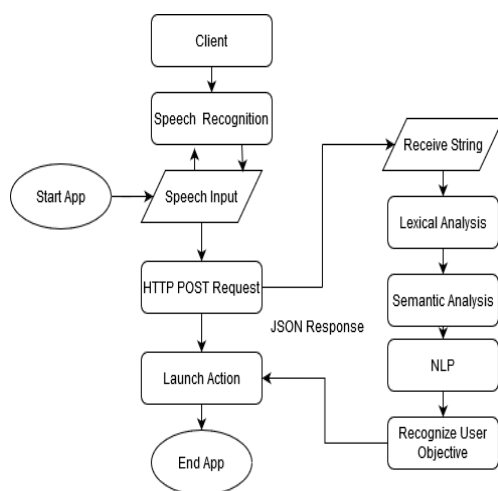 Client
Speech Recognition
Start App
Speech Input
HTTP POST Request
Launch Action
End App
Receive String
Lexical Analysis
Semantic Analysis
NLP
Recognize User
Objective
JSON Response